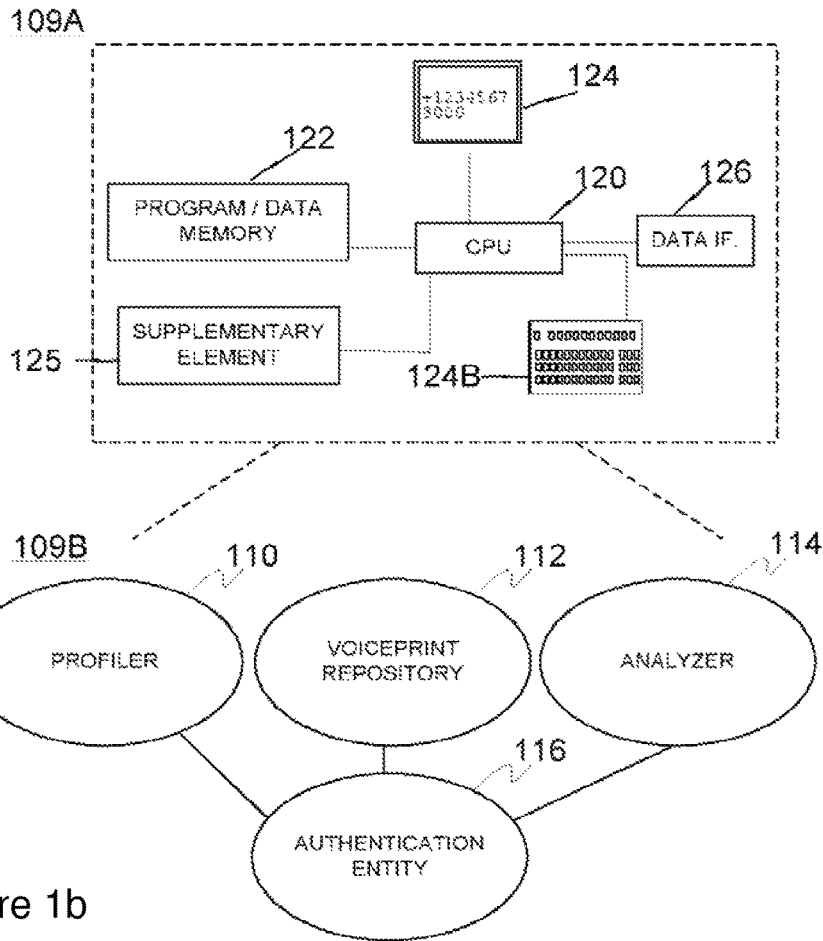 109A
124
+1234567
122
120
126
PROGRAM / DATA
MEMORY
CPU
DATA IF.
SUPPLEMENTARY
ELEMENT
125
124B
109B
110
112
114
PROFILER
VOICEPRINT
REPOSITORY
ANALYZER
116
AUTHENTICATION
ENTITY
re 1b